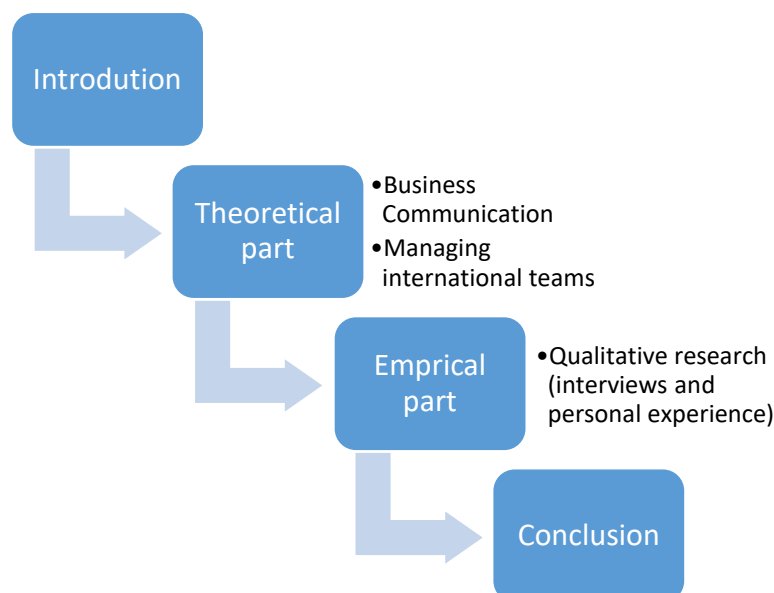 Introdution
Theoretical
part
•Business
Communication
•Managing
international teams
Emprical
part
•Qualitative research
(interviews and
personal experience)
Conclusion